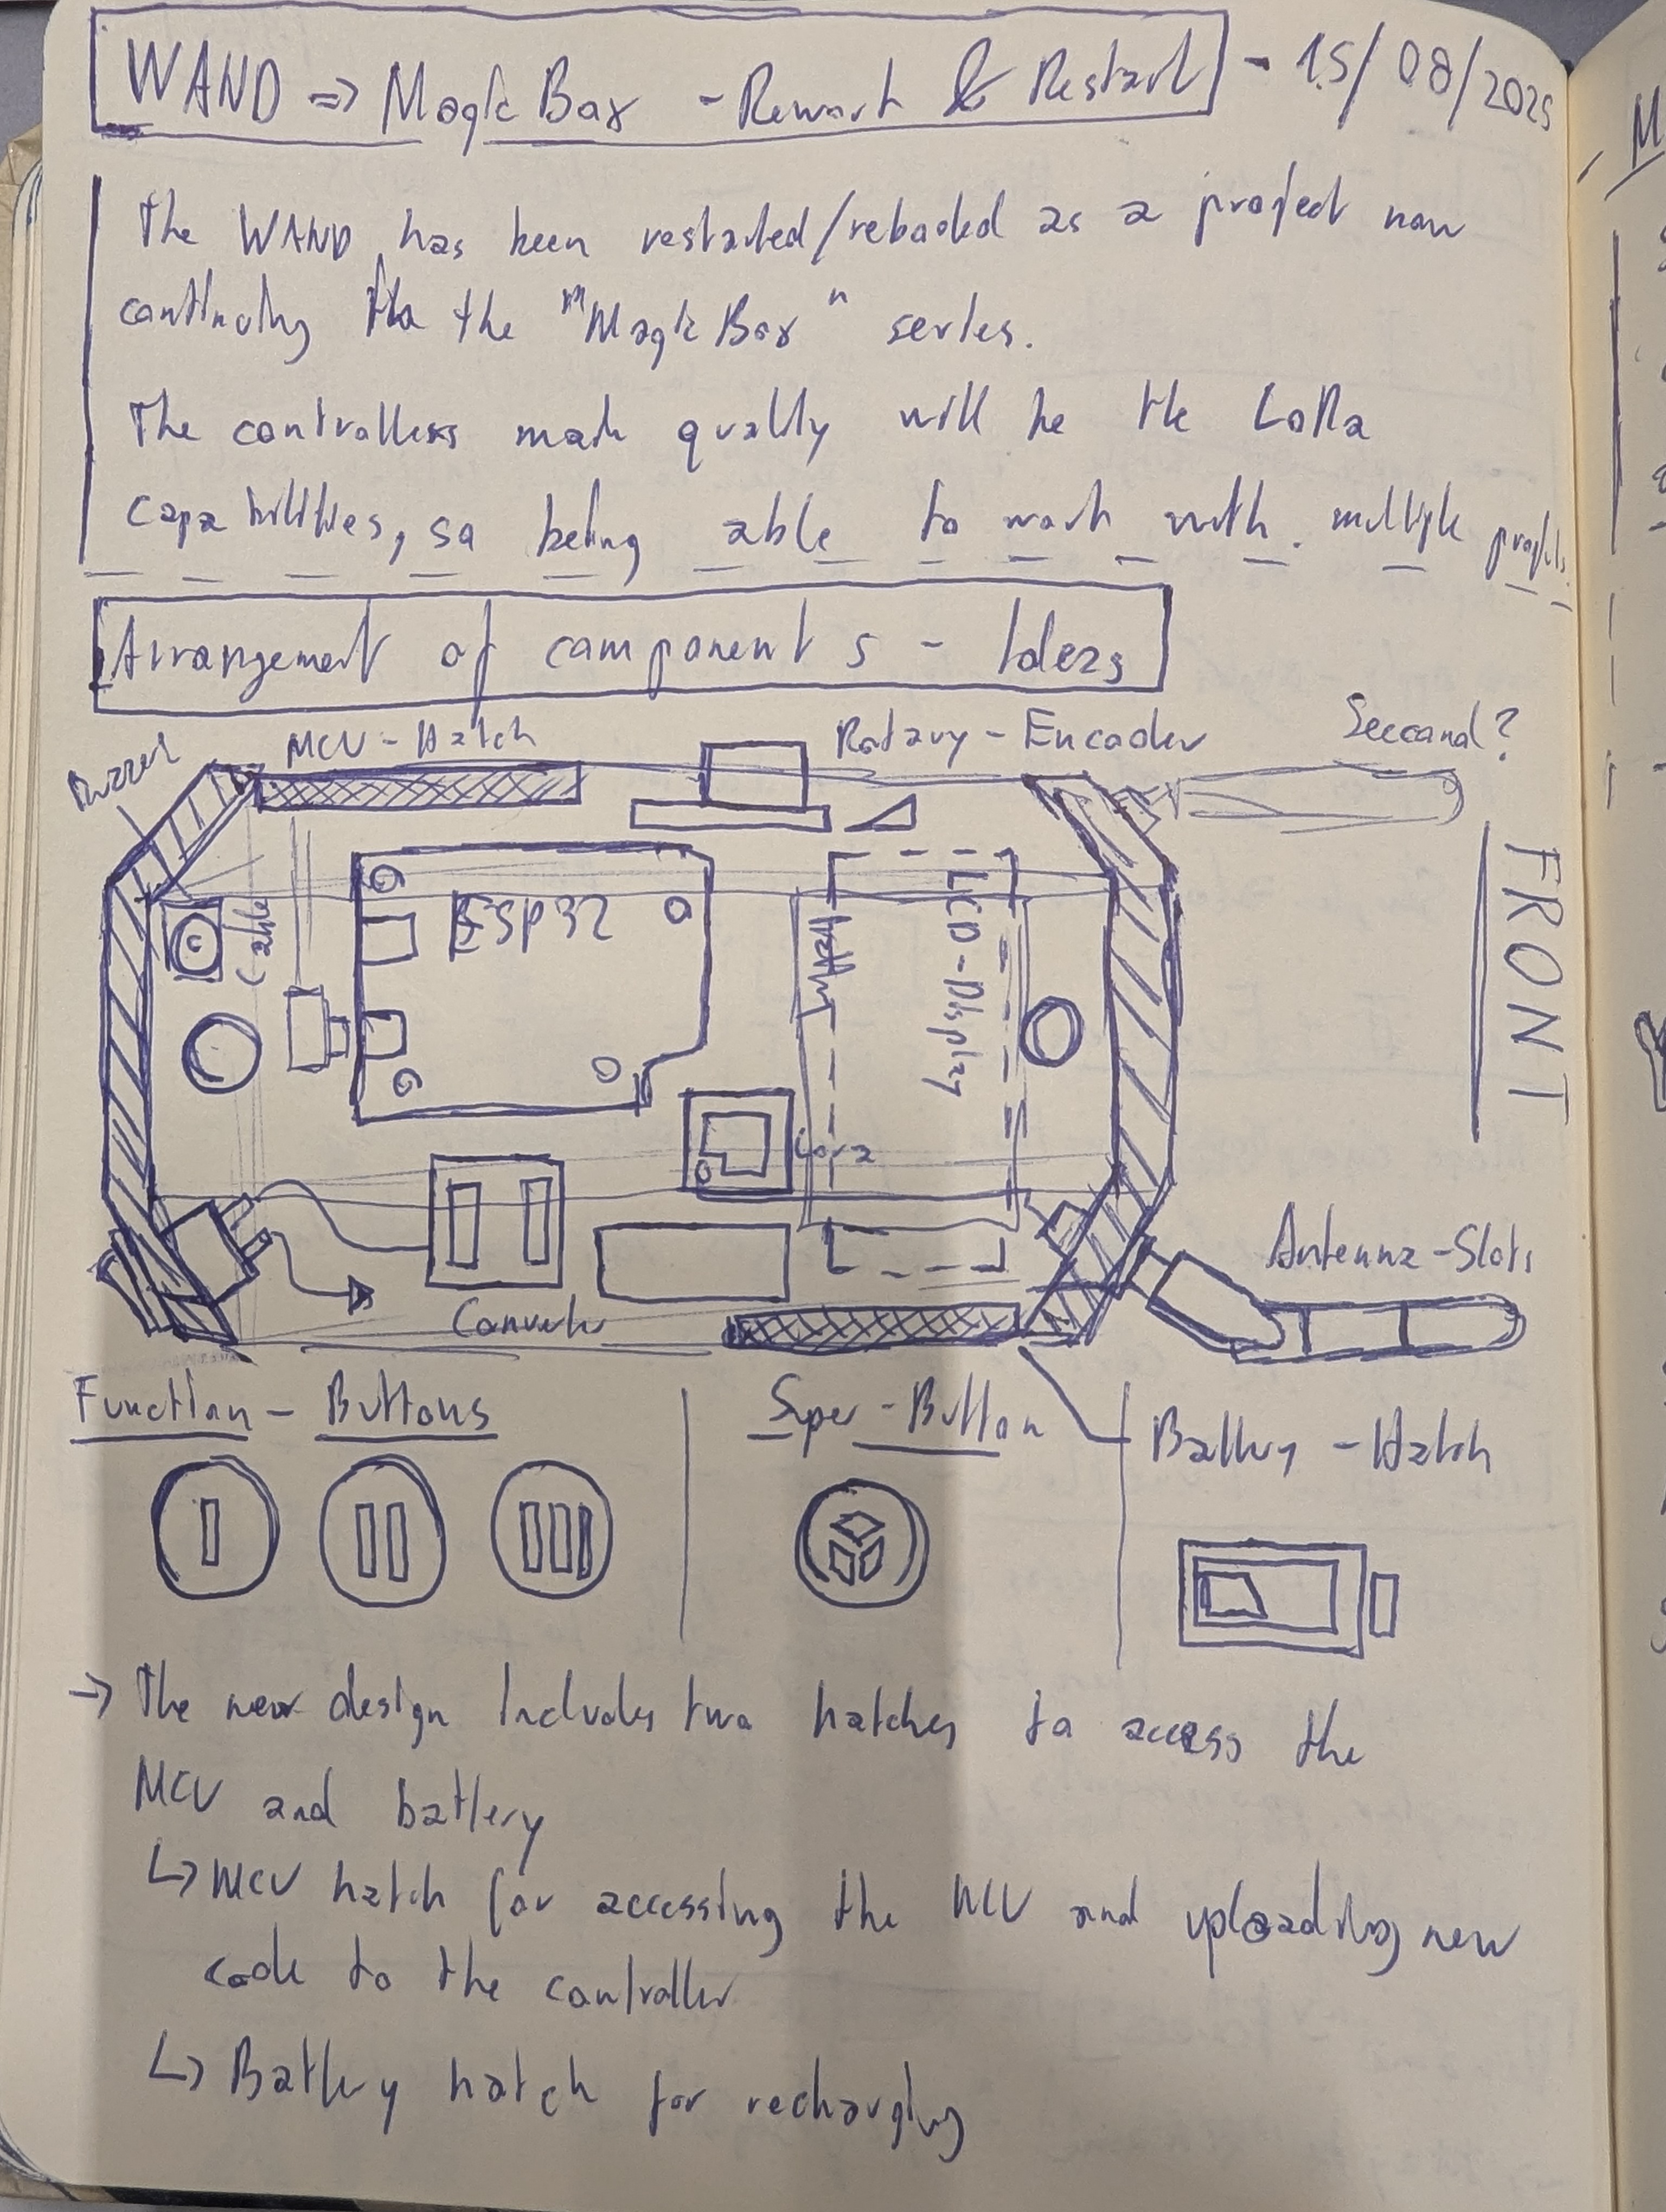 WAND => Magic Box - Rework & Restart - 15/08/2025
The WAND has been restarted/rebooted as a project now
continuing the "Magic Box" series.
The controllers main quality will be the LoRa
capabilities, so being able to work with multiple projects.
Arrangement of components - Ideas
Buzzer
MCU-Hatch
Rotary-Encoder
Seccond?
FRONT
Cable
ESP32
LCD-Display
Lora
Antenna-Slots
Converter
Function-Buttons
Super-Button
Battery-Hatch
-> The new design includes two hatches to access the
MCU and battery
↳ MCU hatch for accessing the MCU and uploading new
code to the controller
↳ Battery hatch for recharging